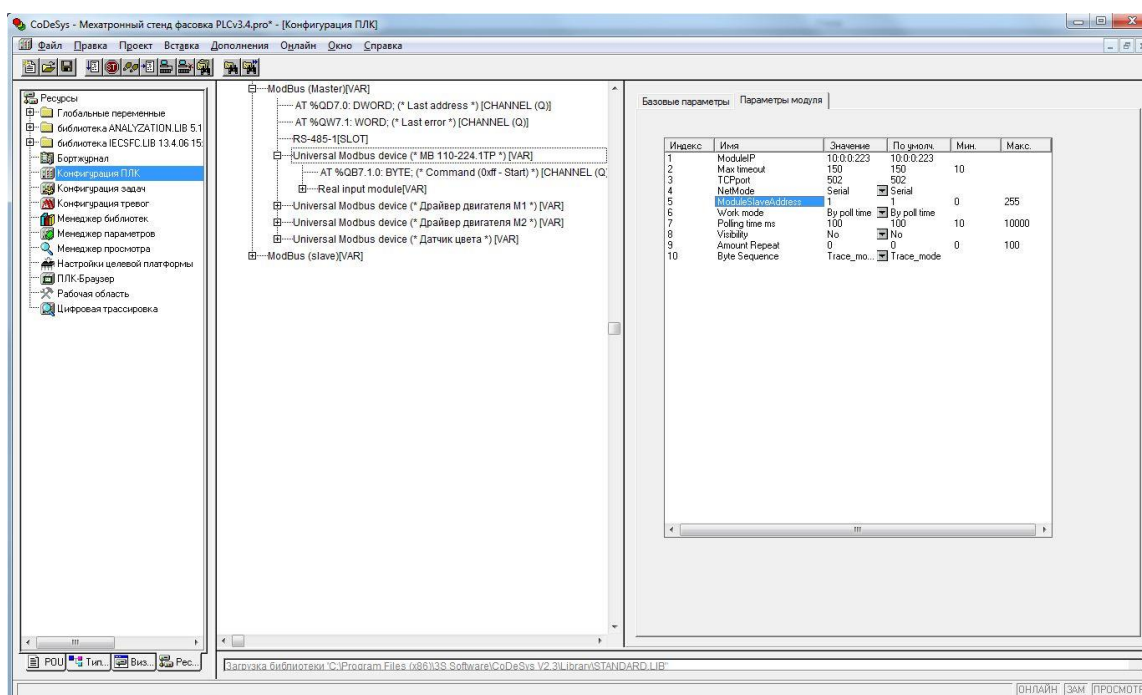 CoDeSys - Мехатронный стенд фасовка PLCv3.4.pro* - [Конфигурация ПЛК]
Файл Правка Проект Вставка Дополнения Онлайн Окно Справка
Ресурсы
Глобальные переменные
библиотека ANALYZATION.LIB 5.1
библиотека IECSFC.LIB 13.4.06 15:
Бортжурнал
Конфигурация ПЛК
Конфигурация задач
Конфигурация тревог
Менеджер библиотек
Менеджер параметров
Менеджер просмотра
Настройки целевой платформы
ПЛК-Браузер
Рабочая область
Цифровая трассировка
POU Тип... Виз... Рес...
ModBus (Master)[VAR]
AT %QD7.0: DWORD; (* Last address *) [CHANNEL (Q)]
AT %QW7.1: WORD; (* Last error *) [CHANNEL (Q)]
RS-485-1[SLOT]
Universal Modbus device (* MB 110-224.1TP *) [VAR]
AT %QB7.1.0: BYTE; (* Command (0xff - Start) *) [CHANNEL (Q
Real input module[VAR]
Universal Modbus device (* Драйвер двигателя М1 *) [VAR]
Universal Modbus device (* Драйвер двигателя М2 *) [VAR]
Universal Modbus device (* Датчик цвета *) [VAR]
ModBus (slave)[VAR]
Базовые параметры Параметры модуля
Индекс Имя Значение По умолч. Мин. Макс.
1 ModuleIP 10:0:0:223 10:0:0:223
2 Max timeout 150 150 10
3 TCPport 502 502
4 NetMode Serial Serial
5 ModuleSlaveAddress 1 1 0 255
6 Work mode By poll time By poll time
7 Polling time ms 100 100 10 10000
8 Visibility No No
9 Amount Repeat 0 0 0 100
10 Byte Sequence Trace_mo... Trace_mode
Загрузка библиотеки 'C:\Program Files (x86)\3S Software\CoDeSys V2.3\Library\STANDARD.LIB'
ОНЛАЙН ЗАМ ПРОСМОТР